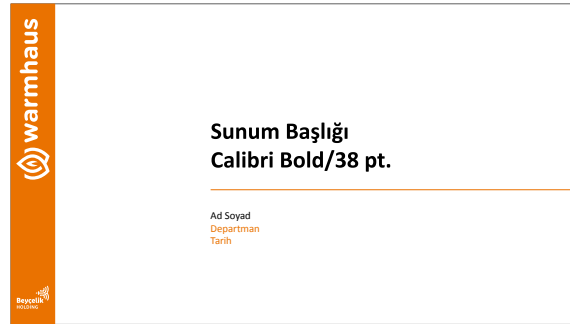 warmhaus
Sunum Başlığı
Calibri Bold/38 pt.
Ad Soyad
Departman
Tarih
Beyçelik
HOLDING